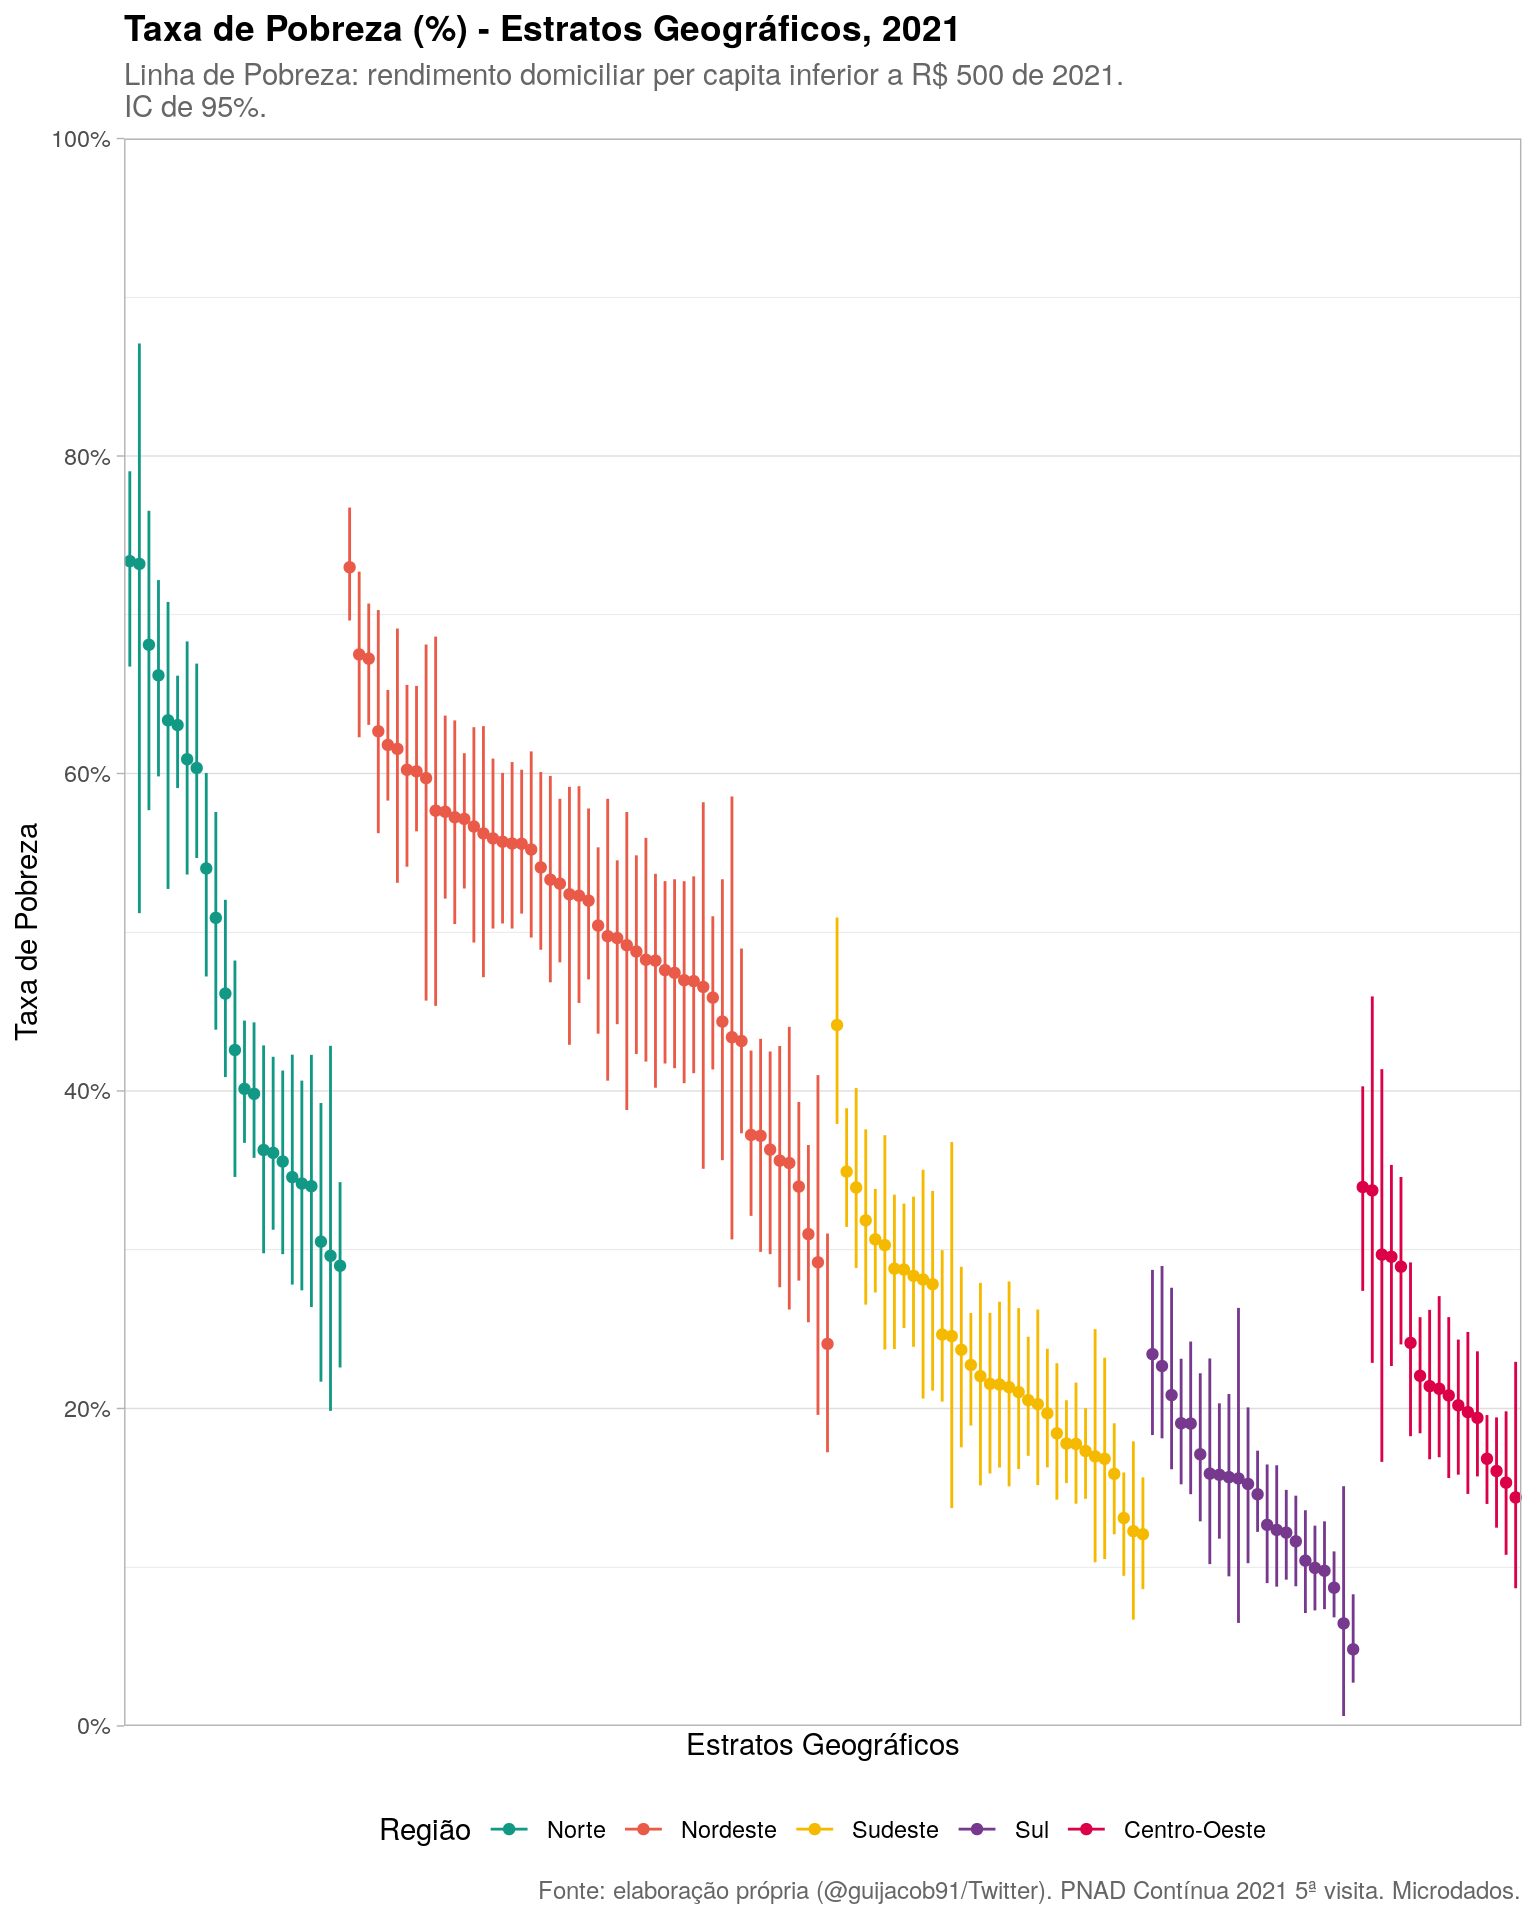 Taxa de Pobreza (%) - Estratos Geográficos, 2021
Linha de Pobreza: rendimento domiciliar per capita inferior a R$ 500 de 2021.
IC de 95%.
100%
80%
60%
40%
20%
0%
Taxa de Pobreza
Estratos Geográficos
Região Norte Nordeste Sudeste Sul Centro-Oeste
Fonte: elaboração própria (@guijacob91/Twitter). PNAD Contínua 2021 5ª visita. Microdados.